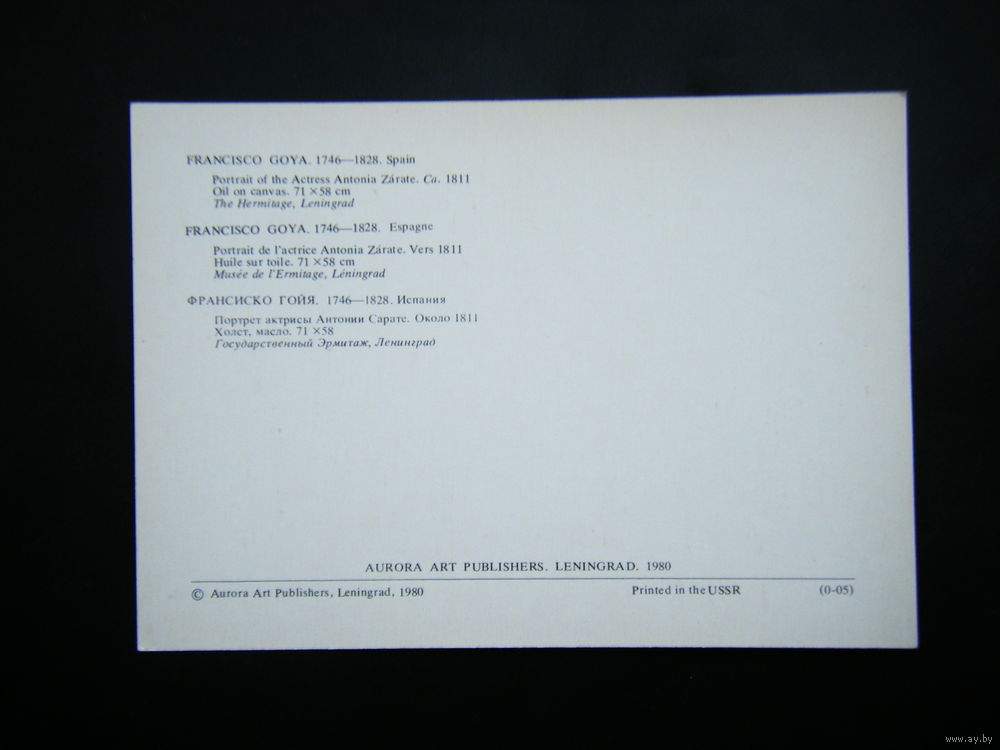 FRANCISCO GOYA. 1746—1828. Spain
Portrait of the Actress Antonia Zárate. Ca. 1811
Oil on canvas. 71 × 58 cm
The Hermitage, Leningrad
FRANCISCO GOYA. 1746—1828. Espagne
Portrait de l'actrice Antonia Zárate. Vers 1811
Huile sur toile. 71 × 58 cm
Musée de l'Ermitage, Léningrad
ФРАНСИСКО ГОЙЯ. 1746—1828. Испания
Портрет актрисы Антонии Сарате. Около 1811
Холст, масло. 71 × 58
Государственный Эрмитаж, Ленинград
AURORA ART PUBLISHERS. LENINGRAD. 1980
© Aurora Art Publishers, Leningrad, 1980 Printed in the USSR (0-05)
www.ay.by